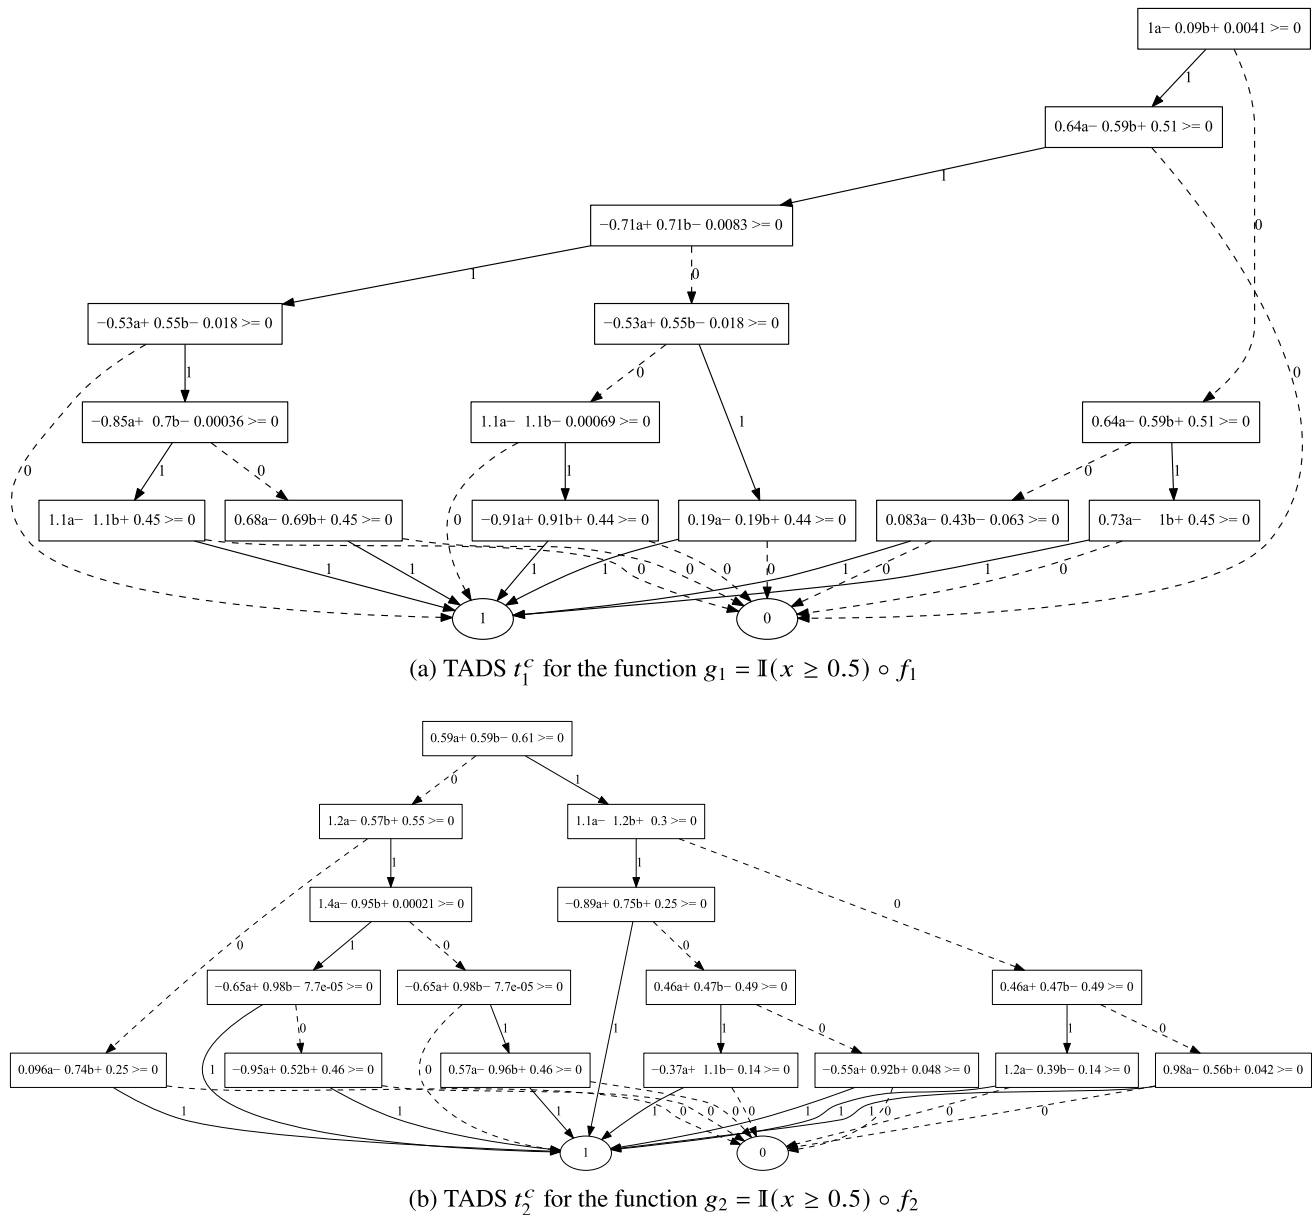 1a− 0.09b+ 0.0041 >= 0
1
0.64a− 0.59b+ 0.51 >= 0
1
0
−0.71a+ 0.71b− 0.0083 >= 0
1
0
−0.53a+ 0.55b− 0.018 >= 0
−0.53a+ 0.55b− 0.018 >= 0
1
0
0
−0.85a+ 0.7b− 0.00036 >= 0
1.1a− 1.1b− 0.00069 >= 0
1
0.64a− 0.59b+ 0.51 >= 0
0
1
0
1
0
1
1.1a− 1.1b+ 0.45 >= 0
0.68a− 0.69b+ 0.45 >= 0
0
−0.91a+ 0.91b+ 0.44 >= 0
0.19a− 0.19b+ 0.44 >= 0
0.083a− 0.43b− 0.063 >= 0
0.73a− 1b+ 0.45 >= 0
1
1
1
1
0
0
0
0
1
0
1
0
1
0
(a) TADS t₁ᶜ for the function g₁ = 𝕀(x ≥ 0.5) ∘ f₁
0.59a+ 0.59b− 0.61 >= 0
0
1
1.2a− 0.57b+ 0.55 >= 0
1.1a− 1.2b+ 0.3 >= 0
1
1
1.4a− 0.95b+ 0.00021 >= 0
−0.89a+ 0.75b+ 0.25 >= 0
0
0
1
0
0
−0.65a+ 0.98b− 7.7e-05 >= 0
−0.65a+ 0.98b− 7.7e-05 >= 0
0.46a+ 0.47b− 0.49 >= 0
0.46a+ 0.47b− 0.49 >= 0
0
1
1
1
0
1
0
0.096a− 0.74b+ 0.25 >= 0
1
−0.95a+ 0.52b+ 0.46 >= 0
0
0.57a− 0.96b+ 0.46 >= 0
−0.37a+ 1.1b− 0.14 >= 0
−0.55a+ 0.92b+ 0.048 >= 0
1.2a− 0.39b− 0.14 >= 0
0.98a− 0.56b+ 0.042 >= 0
1
1
1
1
0
0
0
0
1
1
1
0
0
0
1
0
(b) TADS t₂ᶜ for the function g₂ = 𝕀(x ≥ 0.5) ∘ f₂